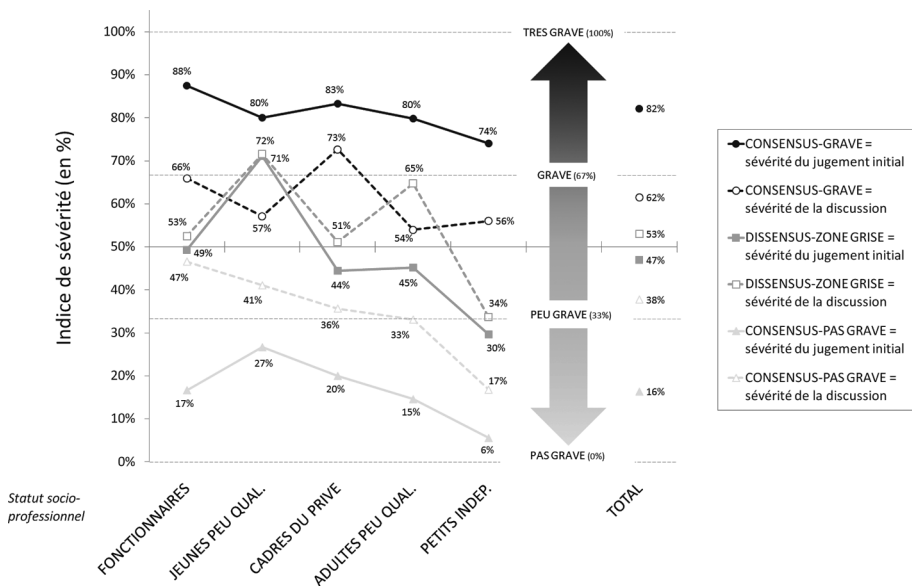 Indice de sévérité (en %)
100%
90%
80%
70%
60%
50%
40%
30%
20%
10%
0%
88%
80%
83%
80%
74%
82%
66%
57%
73%
54%
56%
62%
53%
72%
51%
65%
34%
53%
49%
71%
44%
45%
30%
47%
47%
41%
36%
33%
17%
38%
17%
27%
20%
15%
6%
16%
TRES GRAVE (100%)
GRAVE (67%)
PEU GRAVE (33%)
PAS GRAVE (0%)
CONSENSUS-GRAVE =
sévérité du jugement initial
CONSENSUS-GRAVE =
sévérité de la discussion
DISSENSUS-ZONE GRISE =
sévérité du jugement initial
DISSENSUS-ZONE GRISE =
sévérité de la discussion
CONSENSUS-PAS GRAVE =
sévérité du jugement initial
CONSENSUS-PAS GRAVE =
sévérité de la discussion
Statut socio-
professionnel
FONCTIONNAIRES
JEUNES PEU QUAL.
CADRES DU PRIVE
ADULTES PEU QUAL.
PETITS INDEP.
TOTAL